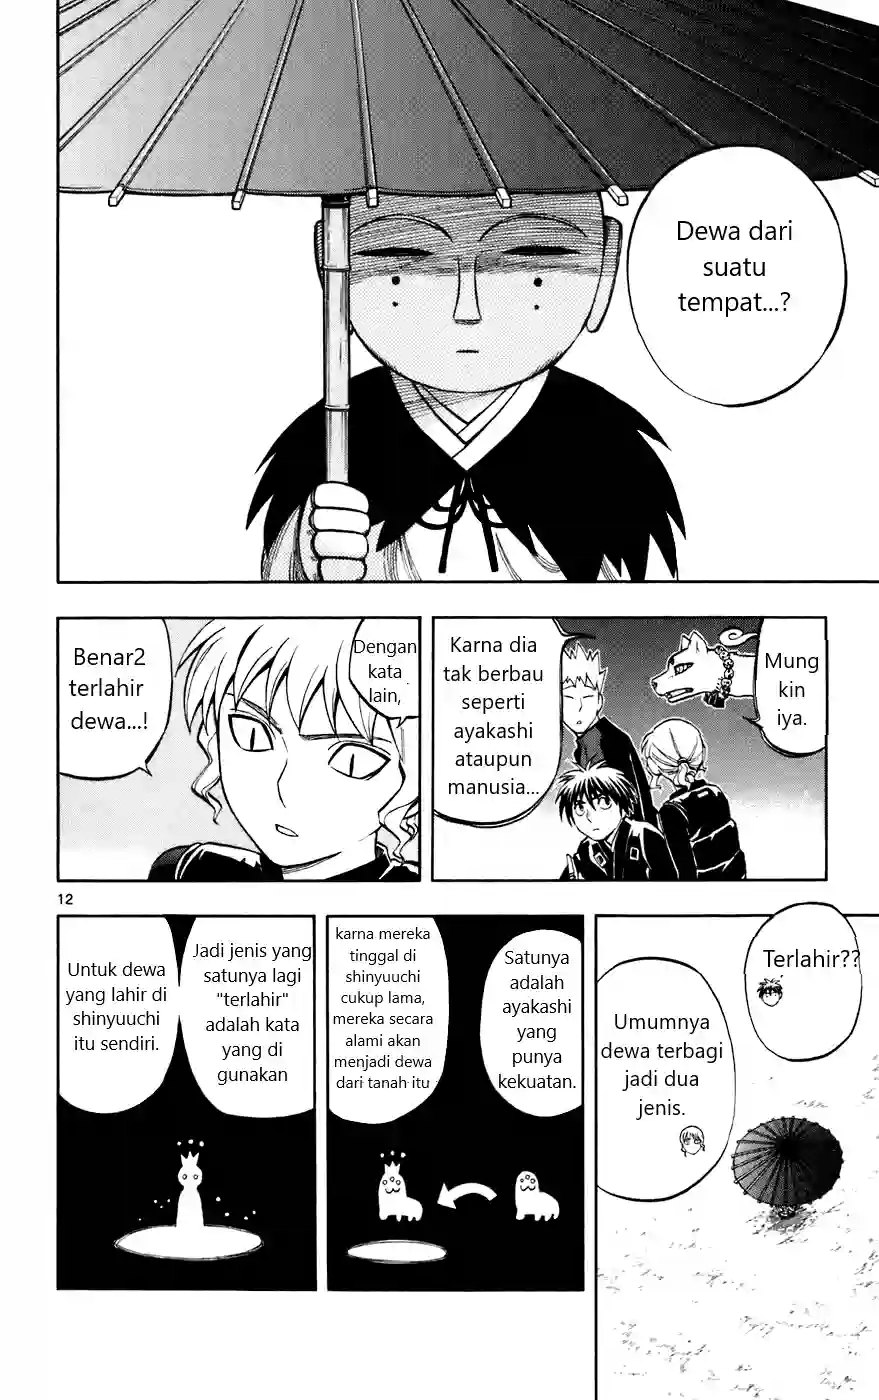 Dewa dari
suatu
tempat...?
Mung
kin
iya.
Karna dia
tak berbau
seperti
ayakashi
ataupun
manusia...
Dengan
kata
lain,
Benar2
terlahir
dewa...!
12
Terlahir??
Umumnya
dewa terbagi
jadi dua
jenis.
Satunya
adalah
ayakashi
yang
punya
kekuatan.
karna mereka
tinggal di
shinyuuchi
cukup lama,
mereka secara
alami akan
menjadi dewa
dari tanah itu
Jadi jenis yang
satunya lagi
"terlahir"
adalah kata
yang di
gunakan
Untuk dewa
yang lahir di
shinyuuchi
itu sendiri.